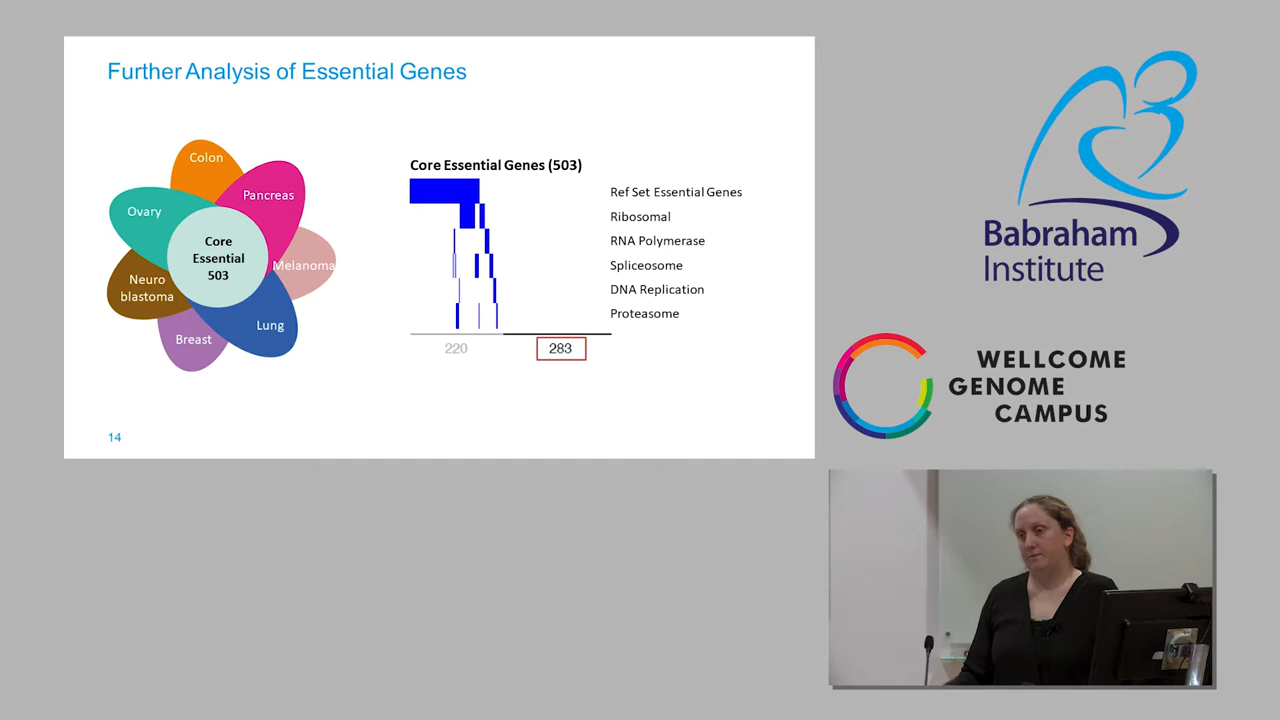 Further Analysis of Essential Genes
Colon
Pancreas
Ovary
Core
Essential
503
Melanoma
Neuro
blastoma
Lung
Breast
Core Essential Genes (503)
Ref Set Essential Genes
Ribosomal
RNA Polymerase
Spliceosome
DNA Replication
Proteasome
220
283
14
Babraham
Institute
WELLCOME
GENOME
CAMPUS